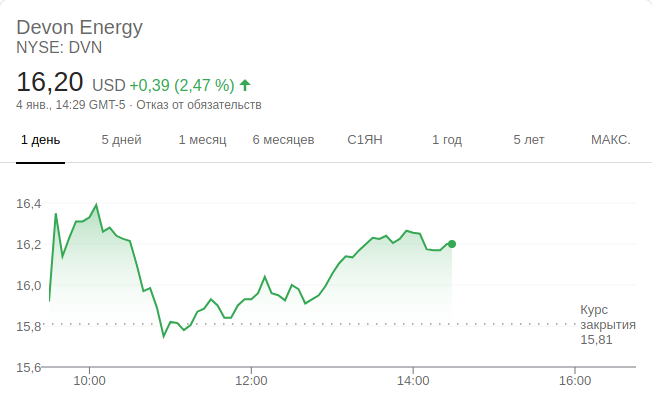 Devon Energy
NYSE: DVN
16,20 USD +0,39 (2,47 %)
4 янв., 14:29 GMT-5 · Отказ от обязательств
1 день 5 дней 1 месяц 6 месяцев С1ЯН 1 год 5 лет МАКС.
16,4
16,2
16,0
15,8
15,6
Курс
закрытия
15,81
10:00 12:00 14:00 16:00